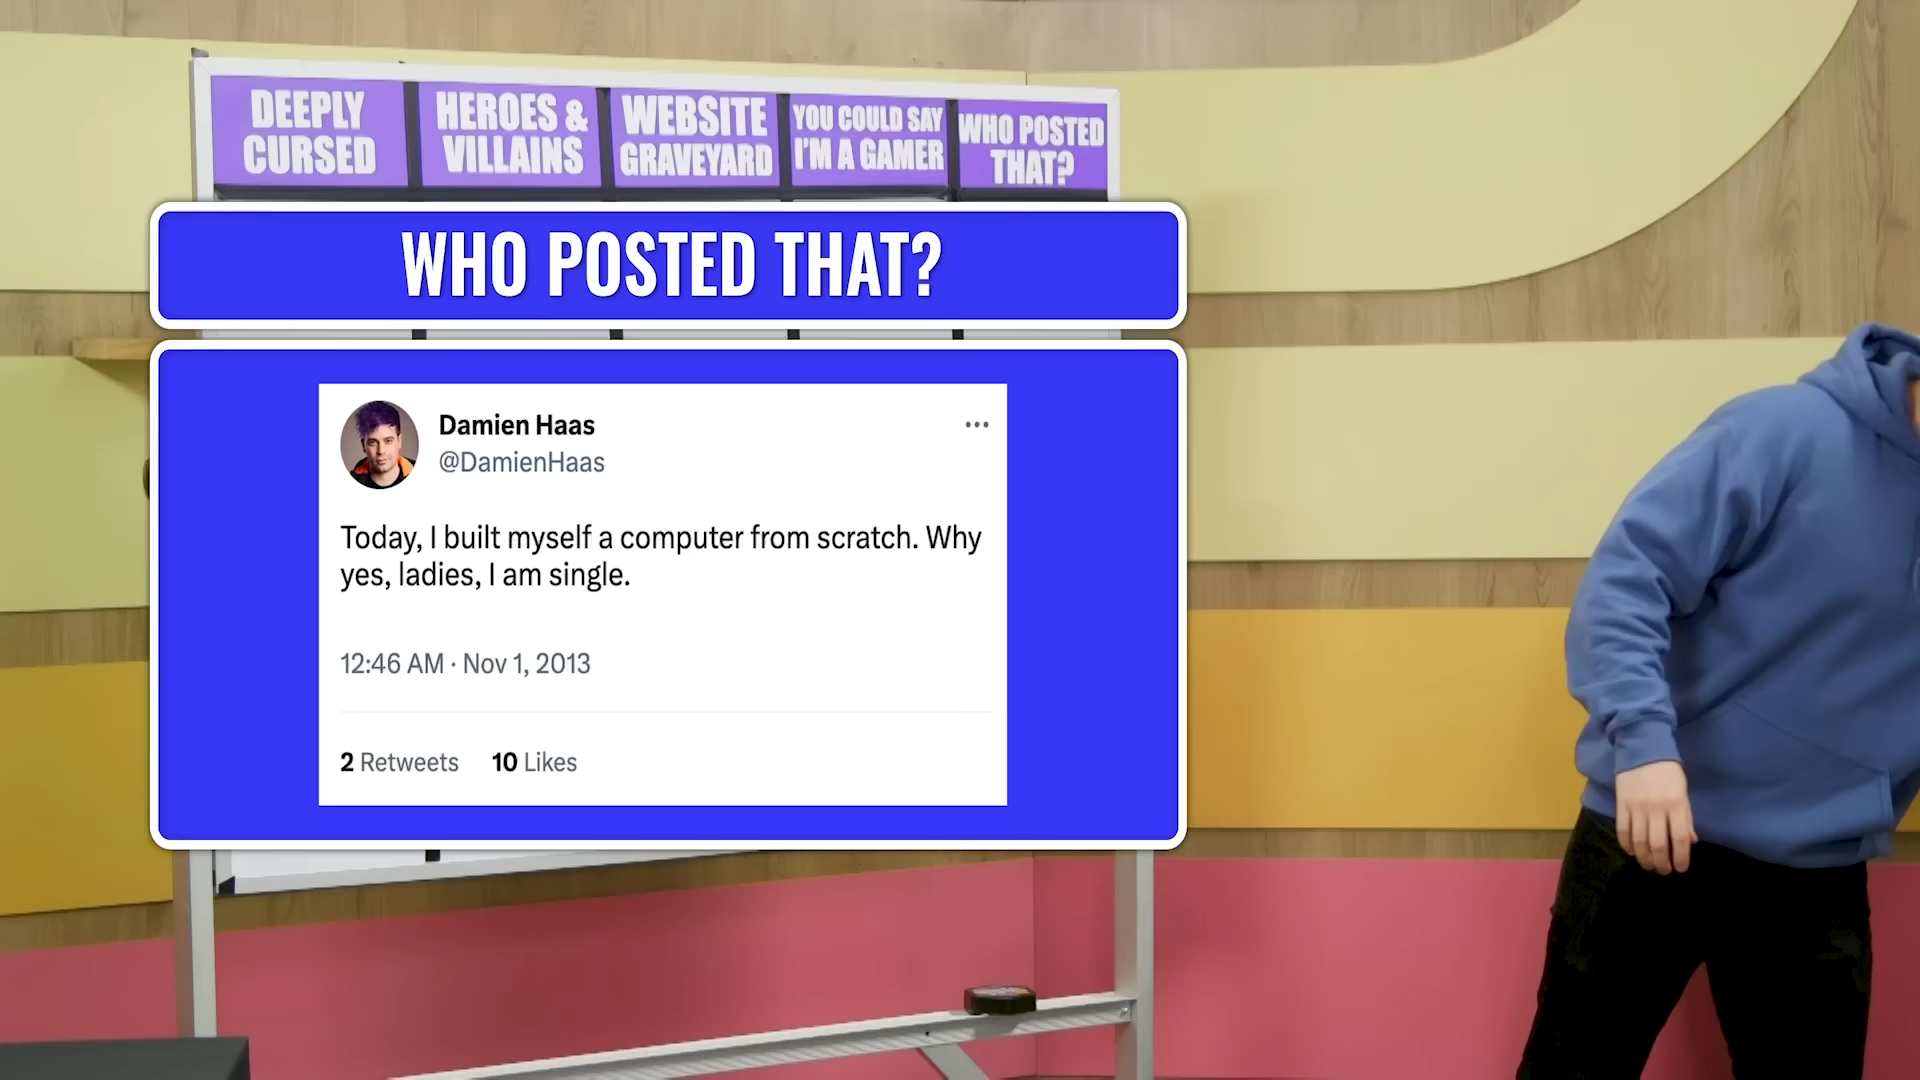 DEEPLY
CURSED
HEROES &
VILLAINS
WEBSITE
GRAVEYARD
YOU COULD SAY
I'M A GAMER
WHO POSTED
THAT?
WHO POSTED THAT?
Damien Haas
@DamienHaas
Today, I built myself a computer from scratch. Why
yes, ladies, I am single.
12:46 AM · Nov 1, 2013
2 Retweets 10 Likes